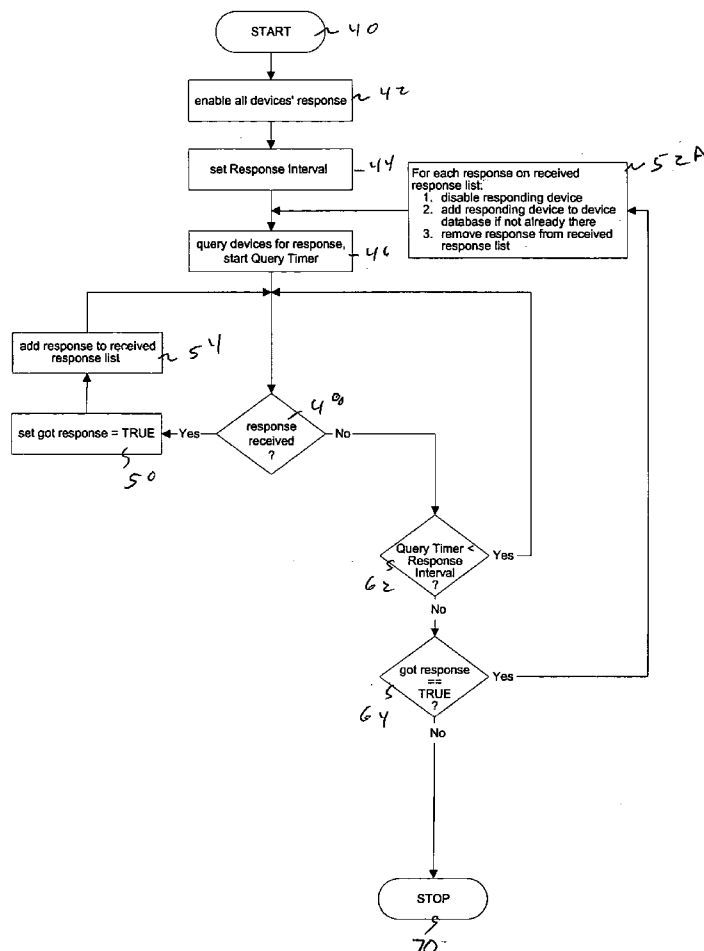 START
40
enable all devices' response
42
set Response Interval
44
For each response on received
response list:
1. disable responding device
2. add responding device to device
database if not already there
3. remove response from received
response list
52A
query devices for response,
start Query Timer
46
add response to received
response list
54
set got response = TRUE
50
Yes
response
received
?
48
No
Query Timer <
Response
Interval
?
62
Yes
No
got response
==
TRUE
?
64
Yes
No
STOP
70